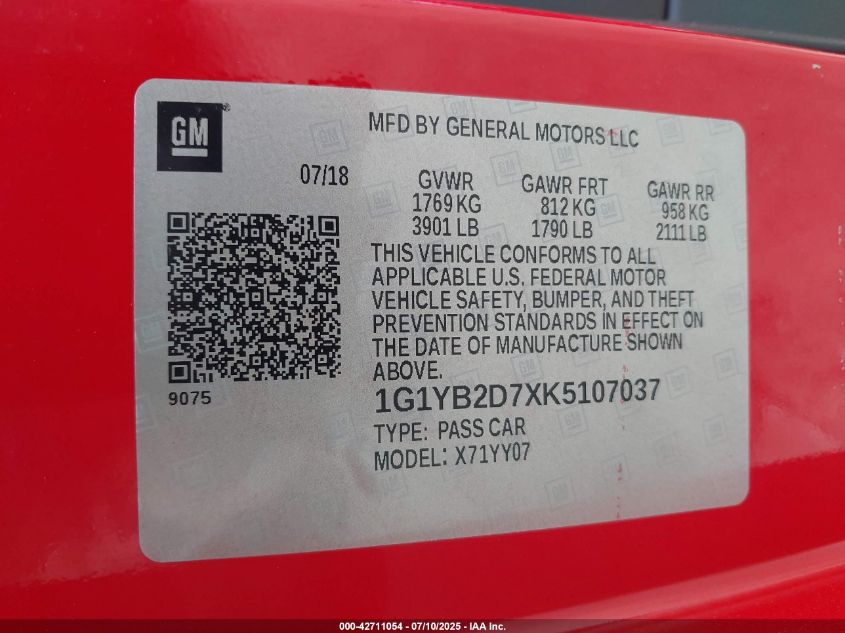 GM
MFD BY GENERAL MOTORS LLC
07/18
GVWR GAWR FRT GAWR RR
1769 KG 812 KG 958 KG
3901 LB 1790 LB 2111 LB
THIS VEHICLE CONFORMS TO ALL
APPLICABLE U.S. FEDERAL MOTOR
VEHICLE SAFETY, BUMPER, AND THEFT
PREVENTION STANDARDS IN EFFECT ON
THE DATE OF MANUFACTURE SHOWN
ABOVE.
9075
1G1YB2D7XK5107037
TYPE: PASS CAR
MODEL: X71YY07
000-42711054 - 07/10/2025 - IAA Inc.